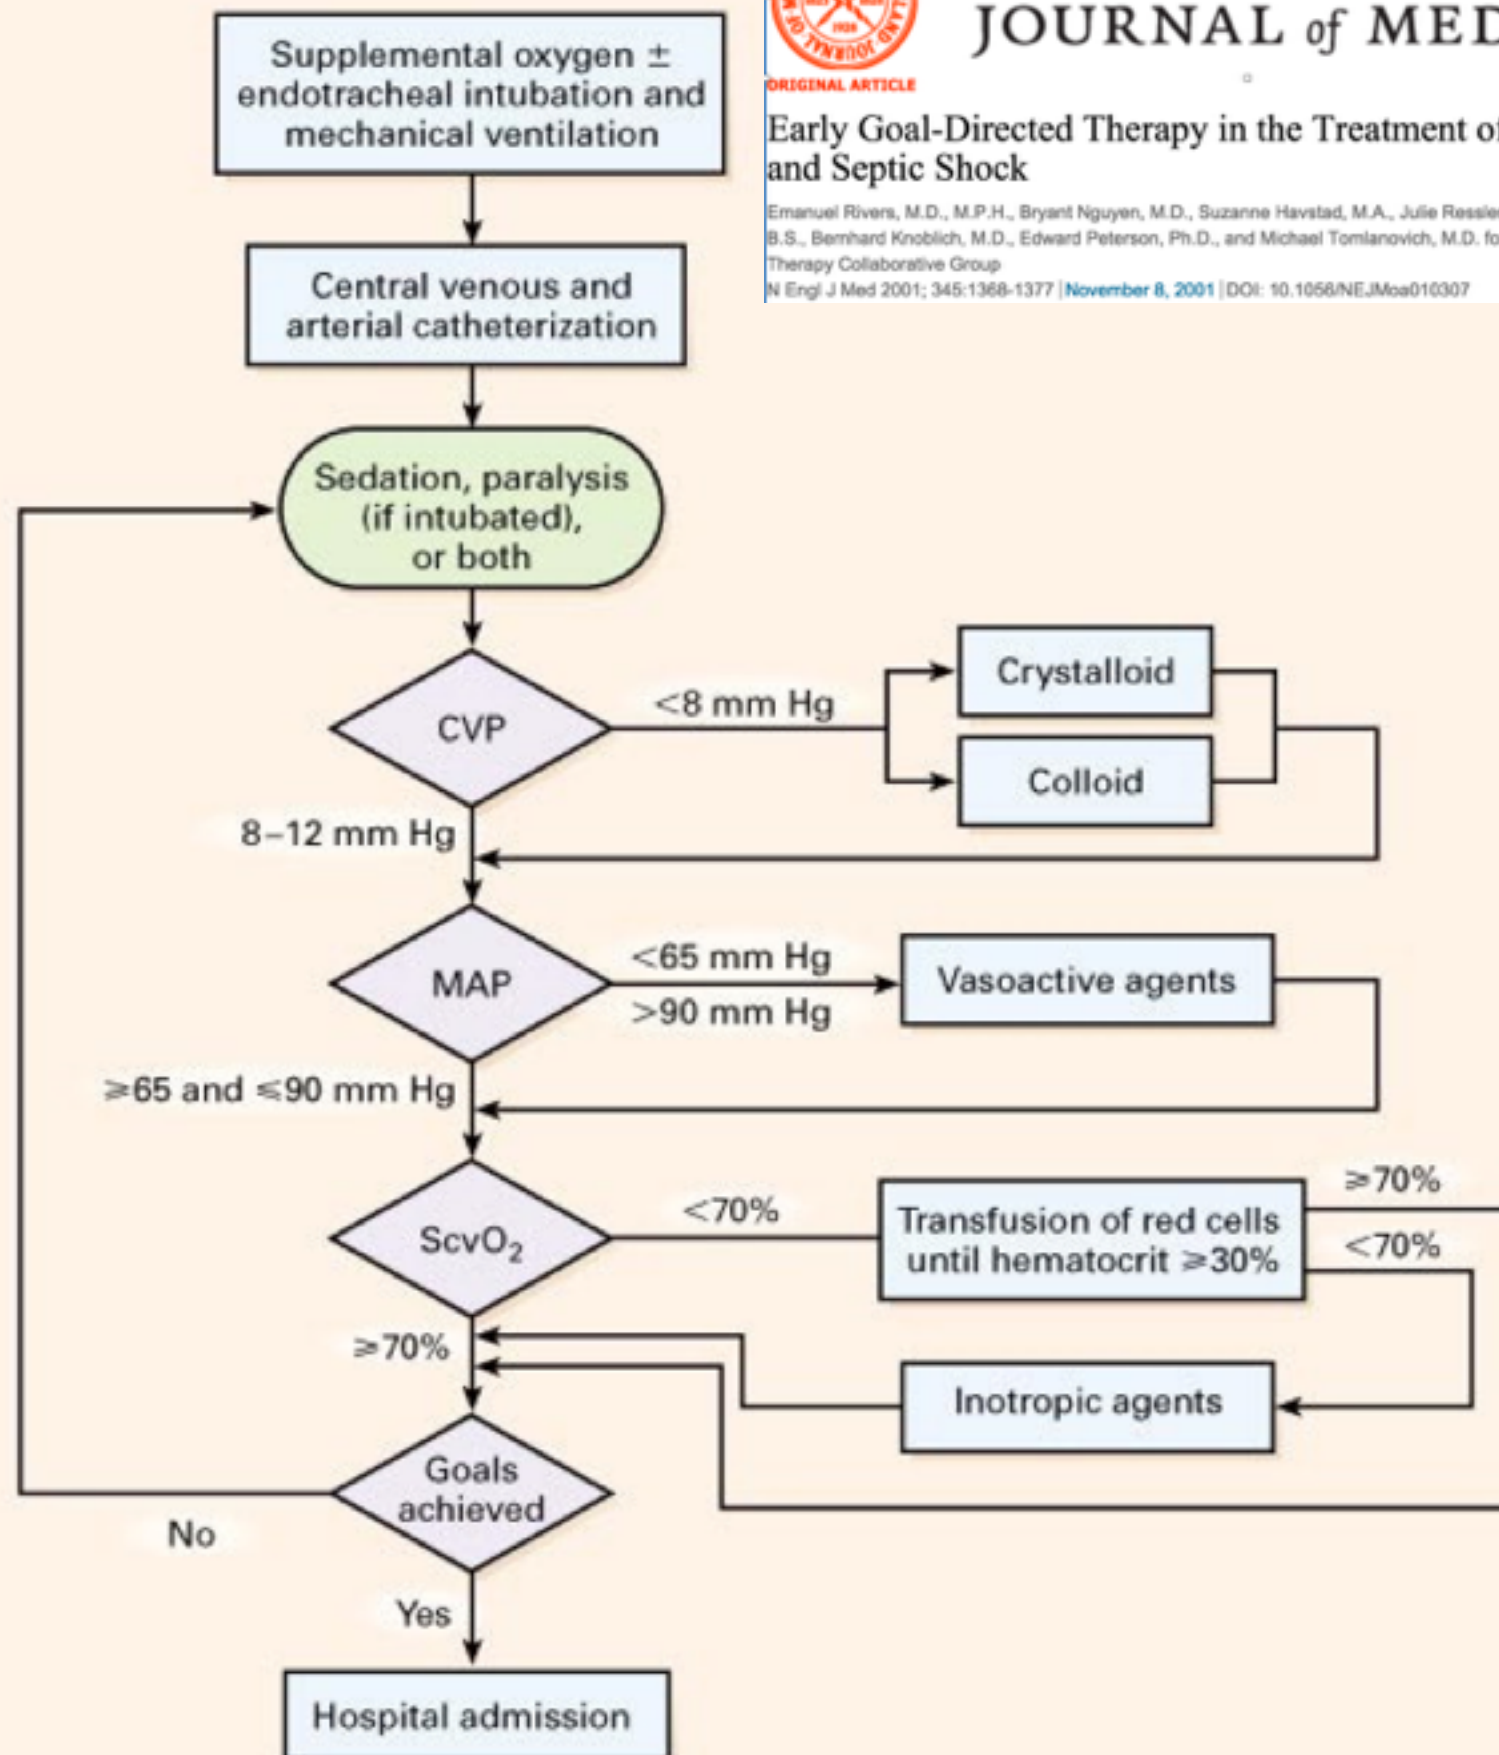 JOURNAL of MED
ORIGINAL ARTICLE
Early Goal-Directed Therapy in the Treatment of
and Septic Shock
Emanuel Rivers, M.D., M.P.H., Bryant Nguyen, M.D., Suzanne Havstad, M.A., Julie Ressler
B.S., Bernhard Knoblich, M.D., Edward Peterson, Ph.D., and Michael Tomlanovich, M.D. fo
Therapy Collaborative Group
N Engl J Med 2001; 345:1368-1377 | November 8, 2001 | DOI: 10.1056/NEJMoa010307
Supplemental oxygen ±
endotracheal intubation and
mechanical ventilation
Central venous and
arterial catheterization
Sedation, paralysis
(if intubated),
or both
CVP
<8 mm Hg
Crystalloid
Colloid
8–12 mm Hg
MAP
<65 mm Hg
>90 mm Hg
Vasoactive agents
≥65 and ≤90 mm Hg
ScvO₂
<70%
Transfusion of red cells
until hematocrit ≥30%
≥70%
<70%
≥70%
Inotropic agents
Goals
achieved
No
Yes
Hospital admission